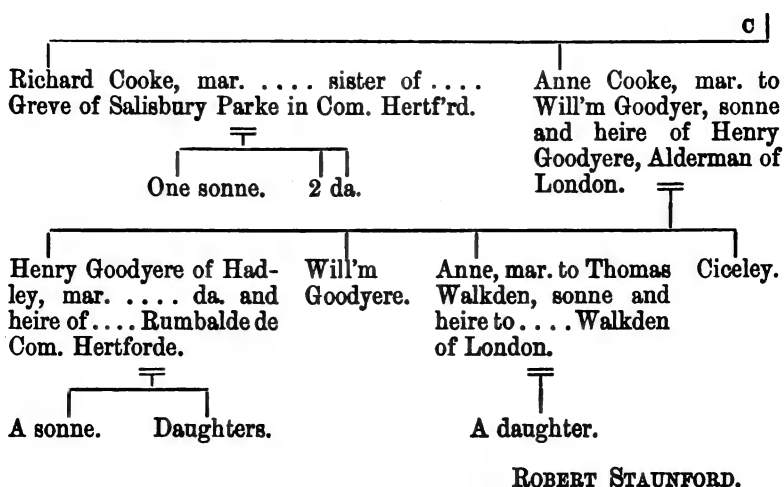 C
Richard Cooke, mar. .... sister of ....
Greve of Salisbury Parke in Com. Hertf'rd.
Anne Cooke, mar. to
Will'm Goodyer, sonne
and heire of Henry
Goodyere, Alderman of
London.
One sonne. 2 da.
Henry Goodyere of Had-
ley, mar. .... da. and
heire of .... Rumbalde de
Com. Hertforde.
Will'm
Goodyere.
Anne, mar. to Thomas
Walkden, sonne and
heire to .... Walkden
of London.
Ciceley.
A sonne. Daughters.
A daughter.
ROBERT STAUNFORD.